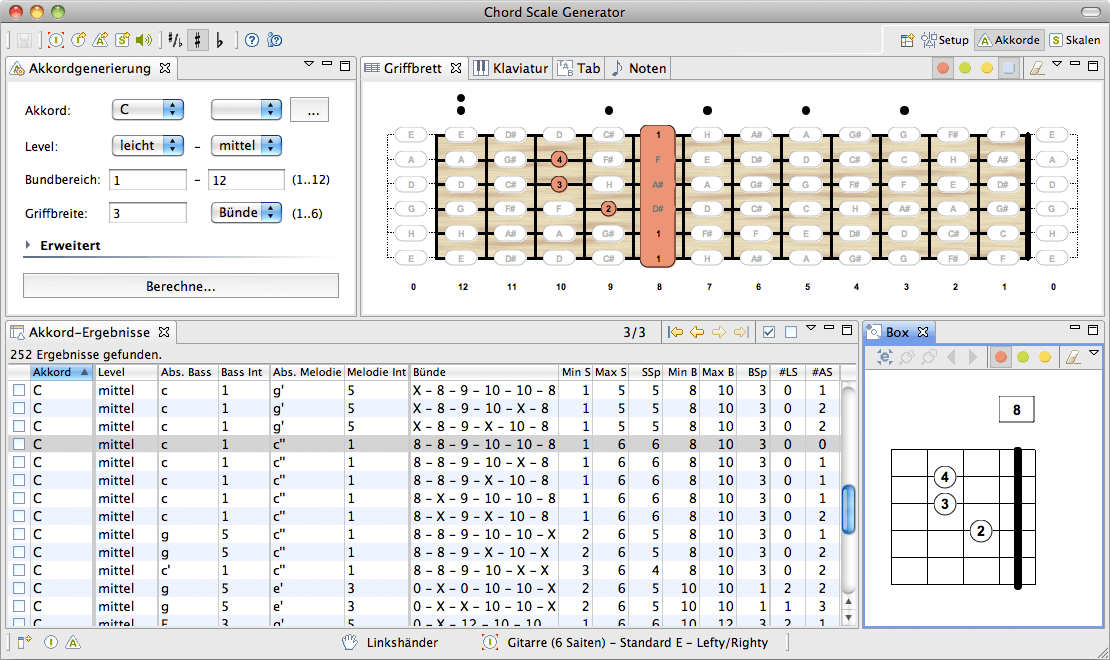 Chord Scale Generator
Setup Akkorde Skalen
Akkordgenerierung
Akkord: C ...
Level: leicht – mittel
Bundbereich: 1 – 12 (1..12)
Griffbreite: 3 Bünde (1..6)
Erweitert
Berechne...
Griffbrett Klaviatur Tab Noten
E E D# D C# 1 H A# A G# G F# F E
A A G# 4 F# F E D# D C# C H A# A
D D C# 3 H A# A G# G F# F E D# D
G G F# F 2 D# D C# C H A# A G# G
H H A# A G# 1 F# F E D# D C# C H
E E D# D C# 1 H A# A G# G F# F E
0 12 11 10 9 8 7 6 5 4 3 2 1 0
Akkord-Ergebnisse 3/3
252 Ergebnisse gefunden.
Akkord Level Abs. Bass Bass Int Abs. Melodie Melodie Int Bünde Min S Max S SSp Min B Max B BSp #LS #AS
C mittel c 1 g' 5 X – 8 – 9 – 10 – 10 – 8 1 5 5 8 10 3 0 1
C mittel c 1 g' 5 8 – 8 – 9 – 10 – X – 8 1 5 5 8 10 3 0 2
C mittel c 1 g' 5 8 – 8 – 9 – X – 10 – 8 1 5 5 8 10 3 0 2
C mittel c 1 c'' 1 8 – 8 – 9 – 10 – 10 – 8 1 6 6 8 10 3 0 0
C mittel c 1 c'' 1 8 – 8 – 9 – 10 – X – 8 1 6 6 8 10 3 0 1
C mittel c 1 c'' 1 8 – 8 – 9 – X – 10 – 8 1 6 6 8 10 3 0 1
C mittel c 1 c'' 1 8 – X – 9 – 10 – 10 – 8 1 6 6 8 10 3 0 1
C mittel c 1 c'' 1 8 – X – 9 – X – 10 – 8 1 6 6 8 10 3 0 2
C mittel g 5 c'' 1 8 – 8 – 9 – 10 – 10 – X 2 6 5 8 10 3 0 1
C mittel g 5 c'' 1 8 – 8 – 9 – X – 10 – X 2 6 5 8 10 3 0 2
C mittel c' 1 c'' 1 8 – 8 – 9 – 10 – X – X 3 6 4 8 10 3 0 2
C mittel g 5 e' 3 0 – X – 0 – 10 – 10 – X 2 6 5 10 10 1 2 2
C mittel g 5 e' 3 0 – X – X – 10 – 10 – X 2 6 5 10 10 1 1 3
Box
8
4
3
2
Linkshänder Gitarre (6 Saiten) – Standard E – Lefty/Righty